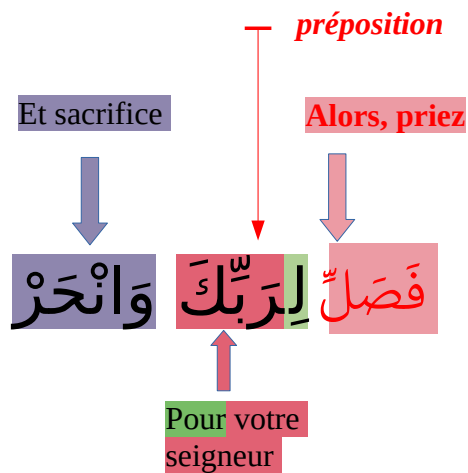 préposition
Et sacrifice
Alors, priez
فَصَلِّ لِرَبِّكَ وَانْحَرْ
Pour votre
seigneur